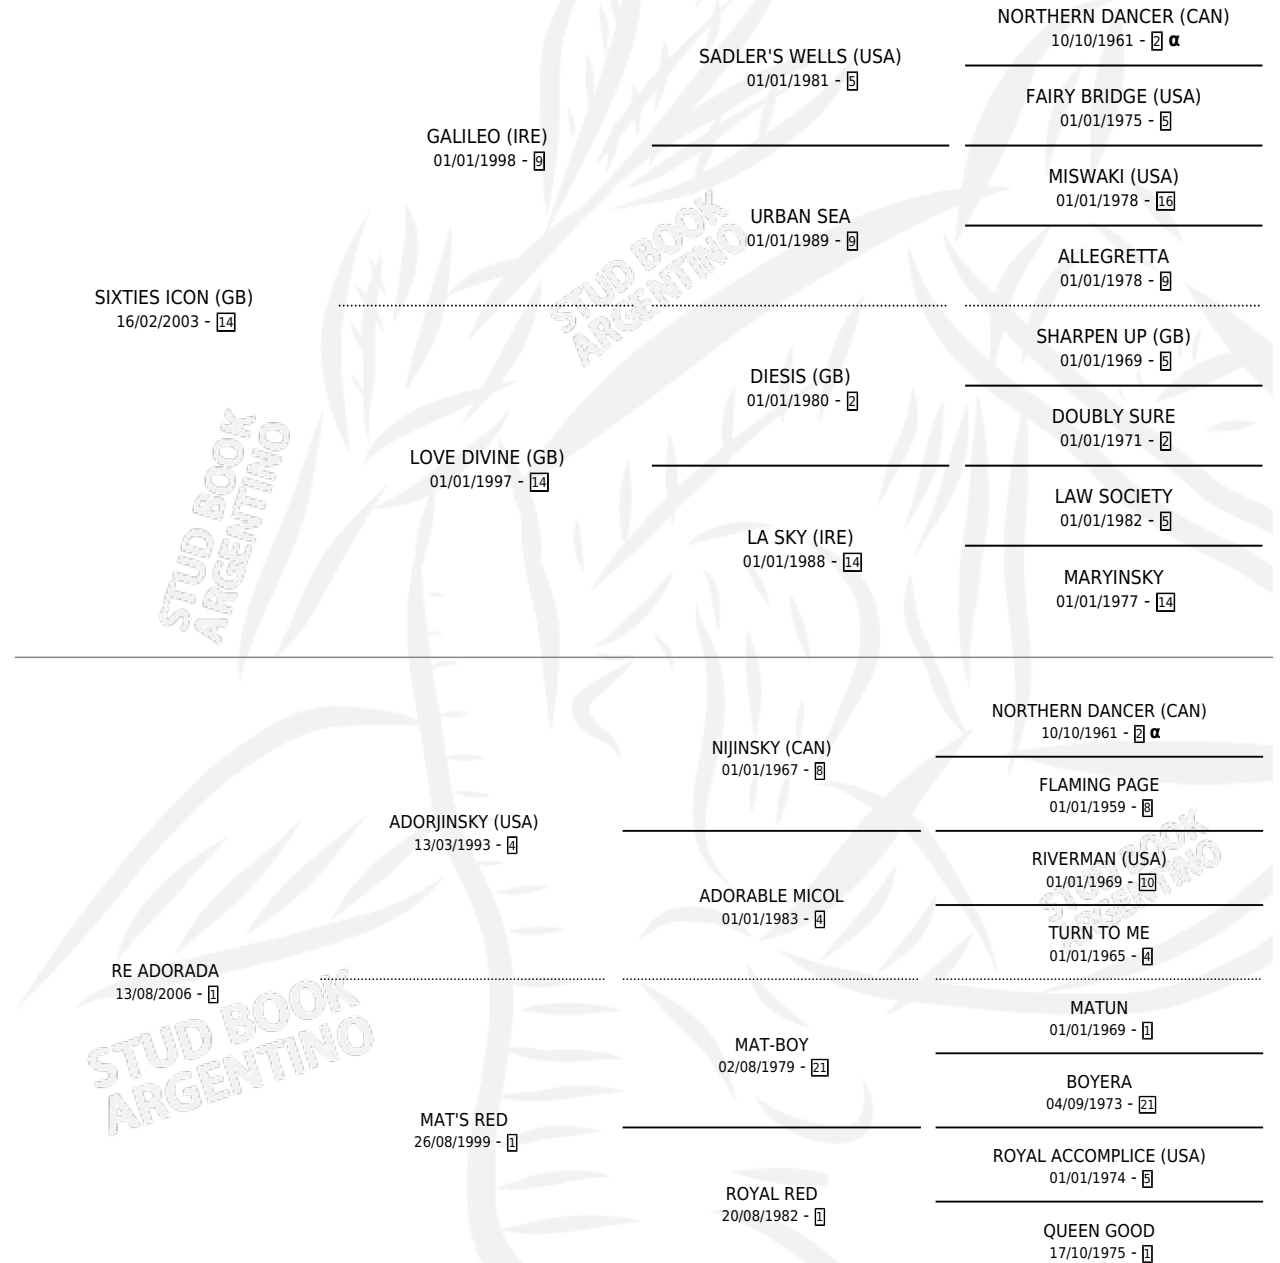 NORTHERN DANCER (CAN)
10/10/1961 - 2 α
SADLER'S WELLS (USA)
01/01/1981 - 5
FAIRY BRIDGE (USA)
01/01/1975 - 5
GALILEO (IRE)
01/01/1998 - 9
MISWAKI (USA)
01/01/1978 - 16
URBAN SEA
01/01/1989 - 9
ALLEGRETTA
01/01/1978 - 9
SIXTIES ICON (GB)
16/02/2003 - 14
SHARPEN UP (GB)
01/01/1969 - 5
DIESIS (GB)
01/01/1980 - 2
DOUBLY SURE
01/01/1971 - 2
LOVE DIVINE (GB)
01/01/1997 - 14
LAW SOCIETY
01/01/1982 - 5
LA SKY (IRE)
01/01/1988 - 14
MARYINSKY
01/01/1977 - 14
NORTHERN DANCER (CAN)
10/10/1961 - 2 α
NIJINSKY (CAN)
01/01/1967 - 8
FLAMING PAGE
01/01/1959 - 8
ADORJINSKY (USA)
13/03/1993 - 4
RIVERMAN (USA)
01/01/1969 - 10
ADORABLE MICOL
01/01/1983 - 4
TURN TO ME
01/01/1965 - 4
RE ADORADA
13/08/2006 - 1
MATUN
01/01/1969 - 1
MAT-BOY
02/08/1979 - 21
BOYERA
04/09/1973 - 21
MAT'S RED
26/08/1999 - 1
ROYAL ACCOMPLICE (USA)
01/01/1974 - 5
ROYAL RED
20/08/1982 - 1
QUEEN GOOD
17/10/1975 - 1
STUD BOOK
ARGENTINO
STUD BOOK
ARGENTINO
STUD BOOK
ARGENTINO
STUD BOOK
ARGENTINO